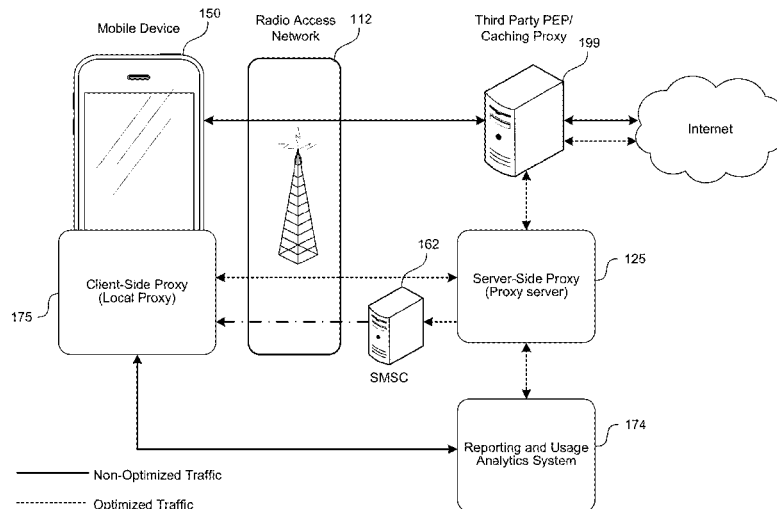 Mobile Device
150
Radio Access
Network
112
Third Party PEP/
Caching Proxy
199
Internet
162
Client-Side Proxy
(Local Proxy)
175
Server-Side Proxy
(Proxy server)
125
SMSC
Reporting and Usage
Analytics System
174
Non-Optimized Traffic
Optimized Traffic